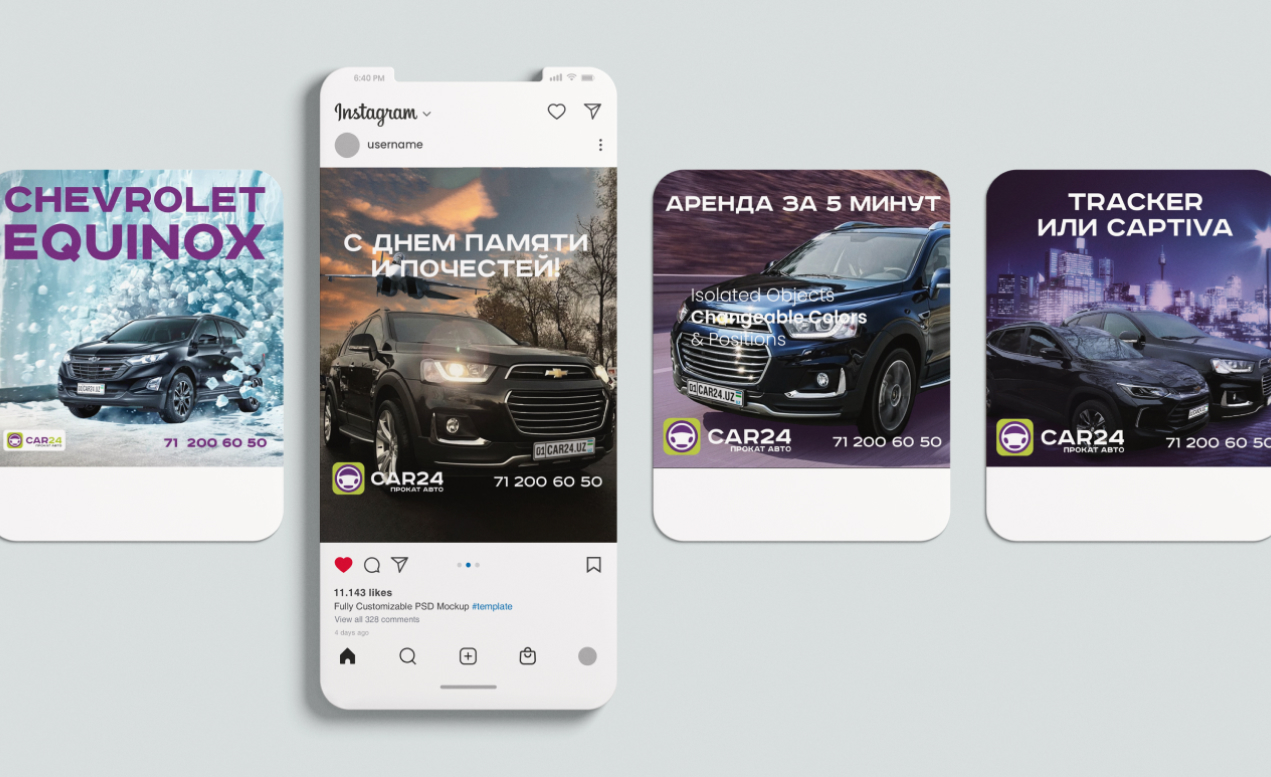 CHEVROLET
EQUINOX
01 CAR24.UZ
CAR24
ПРОКАТ АВТО
71 200 60 50
6:40 PM
Instagram
username
С ДНЕМ ПАМЯТИ
И ПОЧЕСТЕЙ!
01 CAR24.UZ
CAR24
ПРОКАТ АВТО
71 200 60 50
11.143 likes
Fully Customizable PSD Mockup #template
View all 328 comments
4 days ago
АРЕНДА ЗА 5 МИНУТ
Isolated Objects
Changeable Colors
& Positions
01 CAR24.UZ
CAR24
ПРОКАТ АВТО
71 200 60 50
TRACKER
ИЛИ CAPTIVA
CAR24
ПРОКАТ АВТО
71 200 60 50